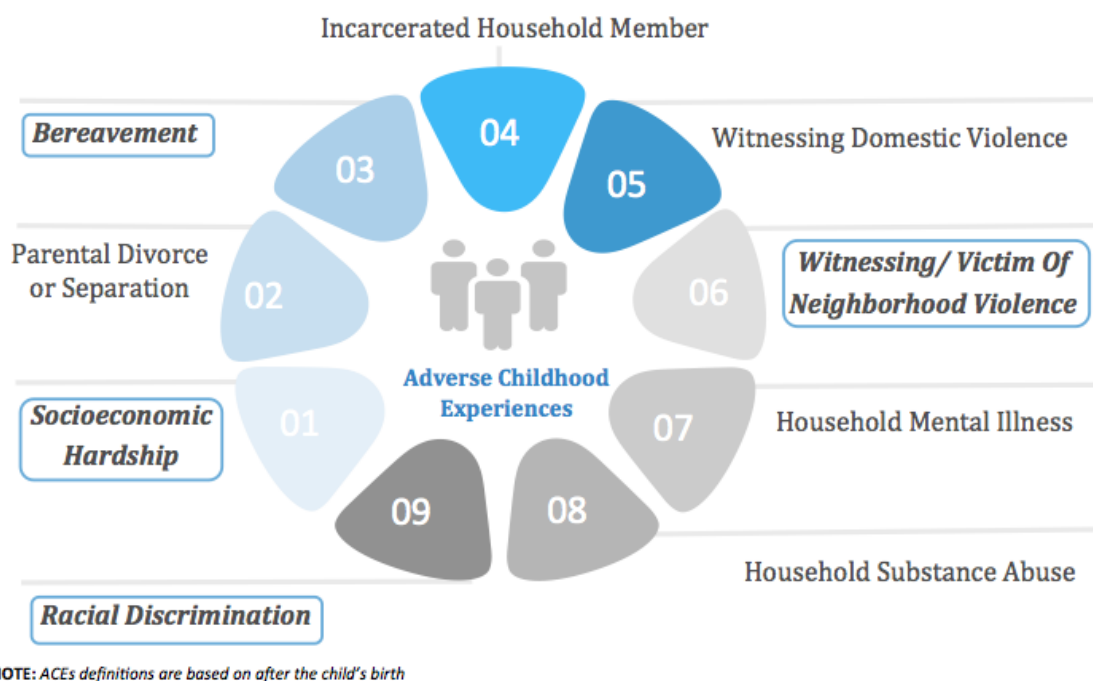 Incarcerated Household Member
Bereavement
04
Witnessing Domestic Violence
03
05
Parental Divorce
or Separation
02
06
Witnessing/ Victim Of
Neighborhood Violence
Adverse Childhood
Experiences
Socioeconomic
Hardship
01
07
Household Mental Illness
09
08
Household Substance Abuse
Racial Discrimination
OTE: ACEs definitions are based on after the child's birth